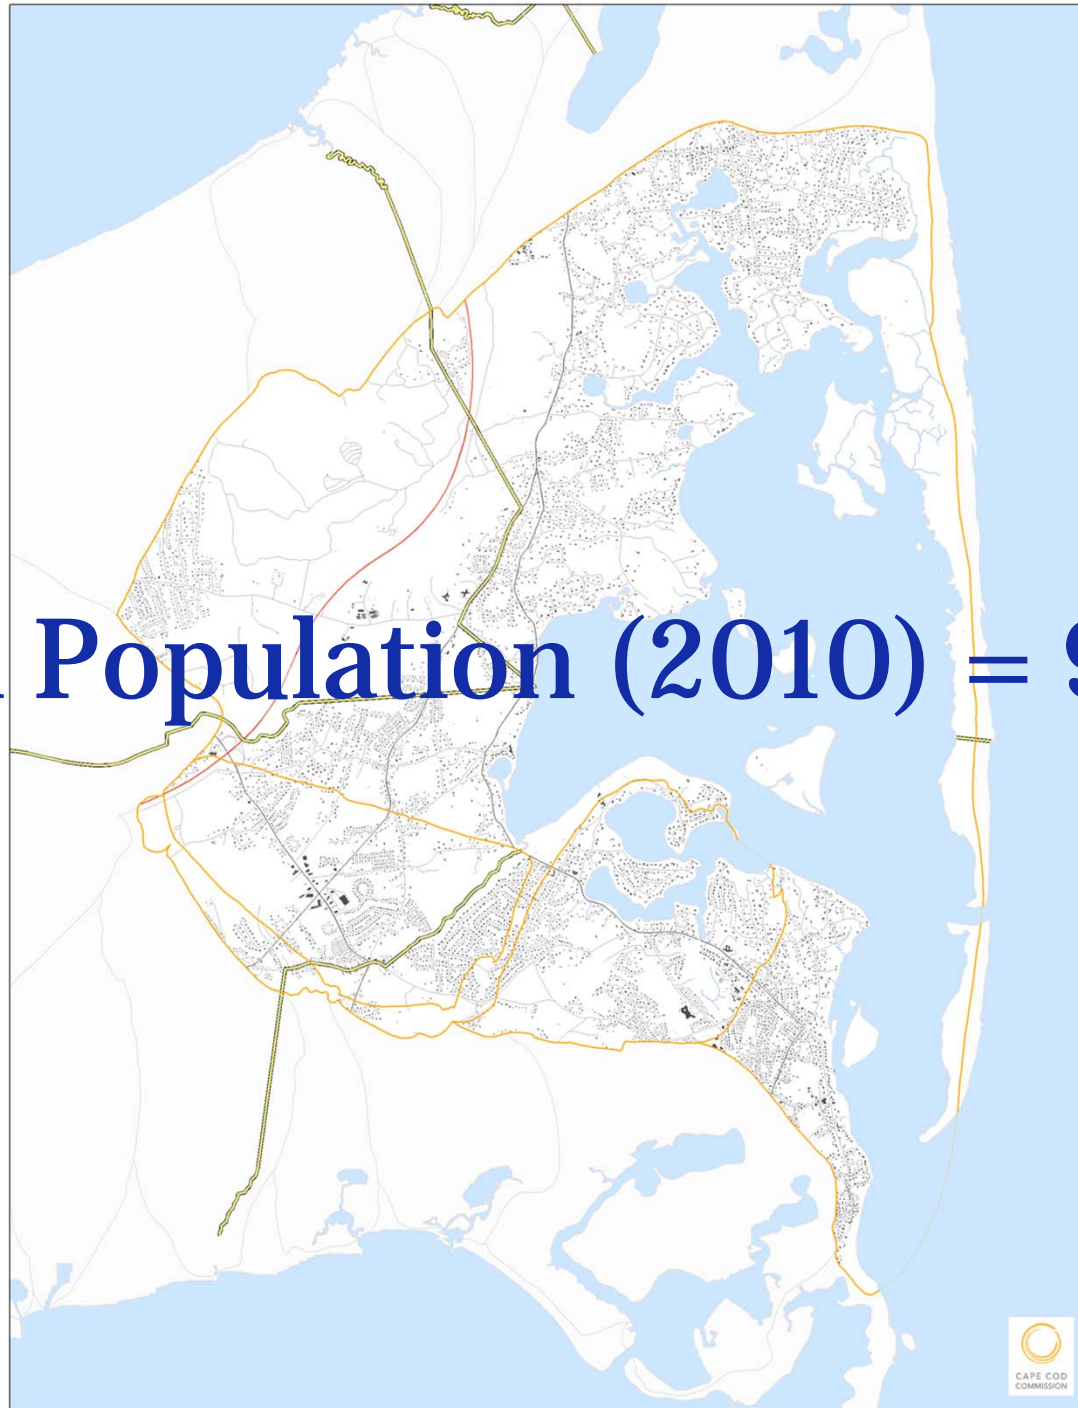 Population (2010) =
CAPE COD
COMMISSION